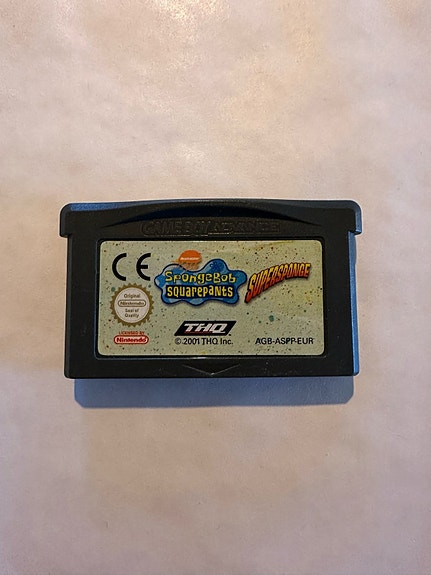 GAME BOY ADVANCE
CE
NICKELODEON
SpongeBob
SQUAREPANTS
SUPERSPONGE
Original
Nintendo
Seal of
Quality
LICENSED BY
Nintendo
THQ
© 2001 THQ Inc.
AGB-ASPP-EUR